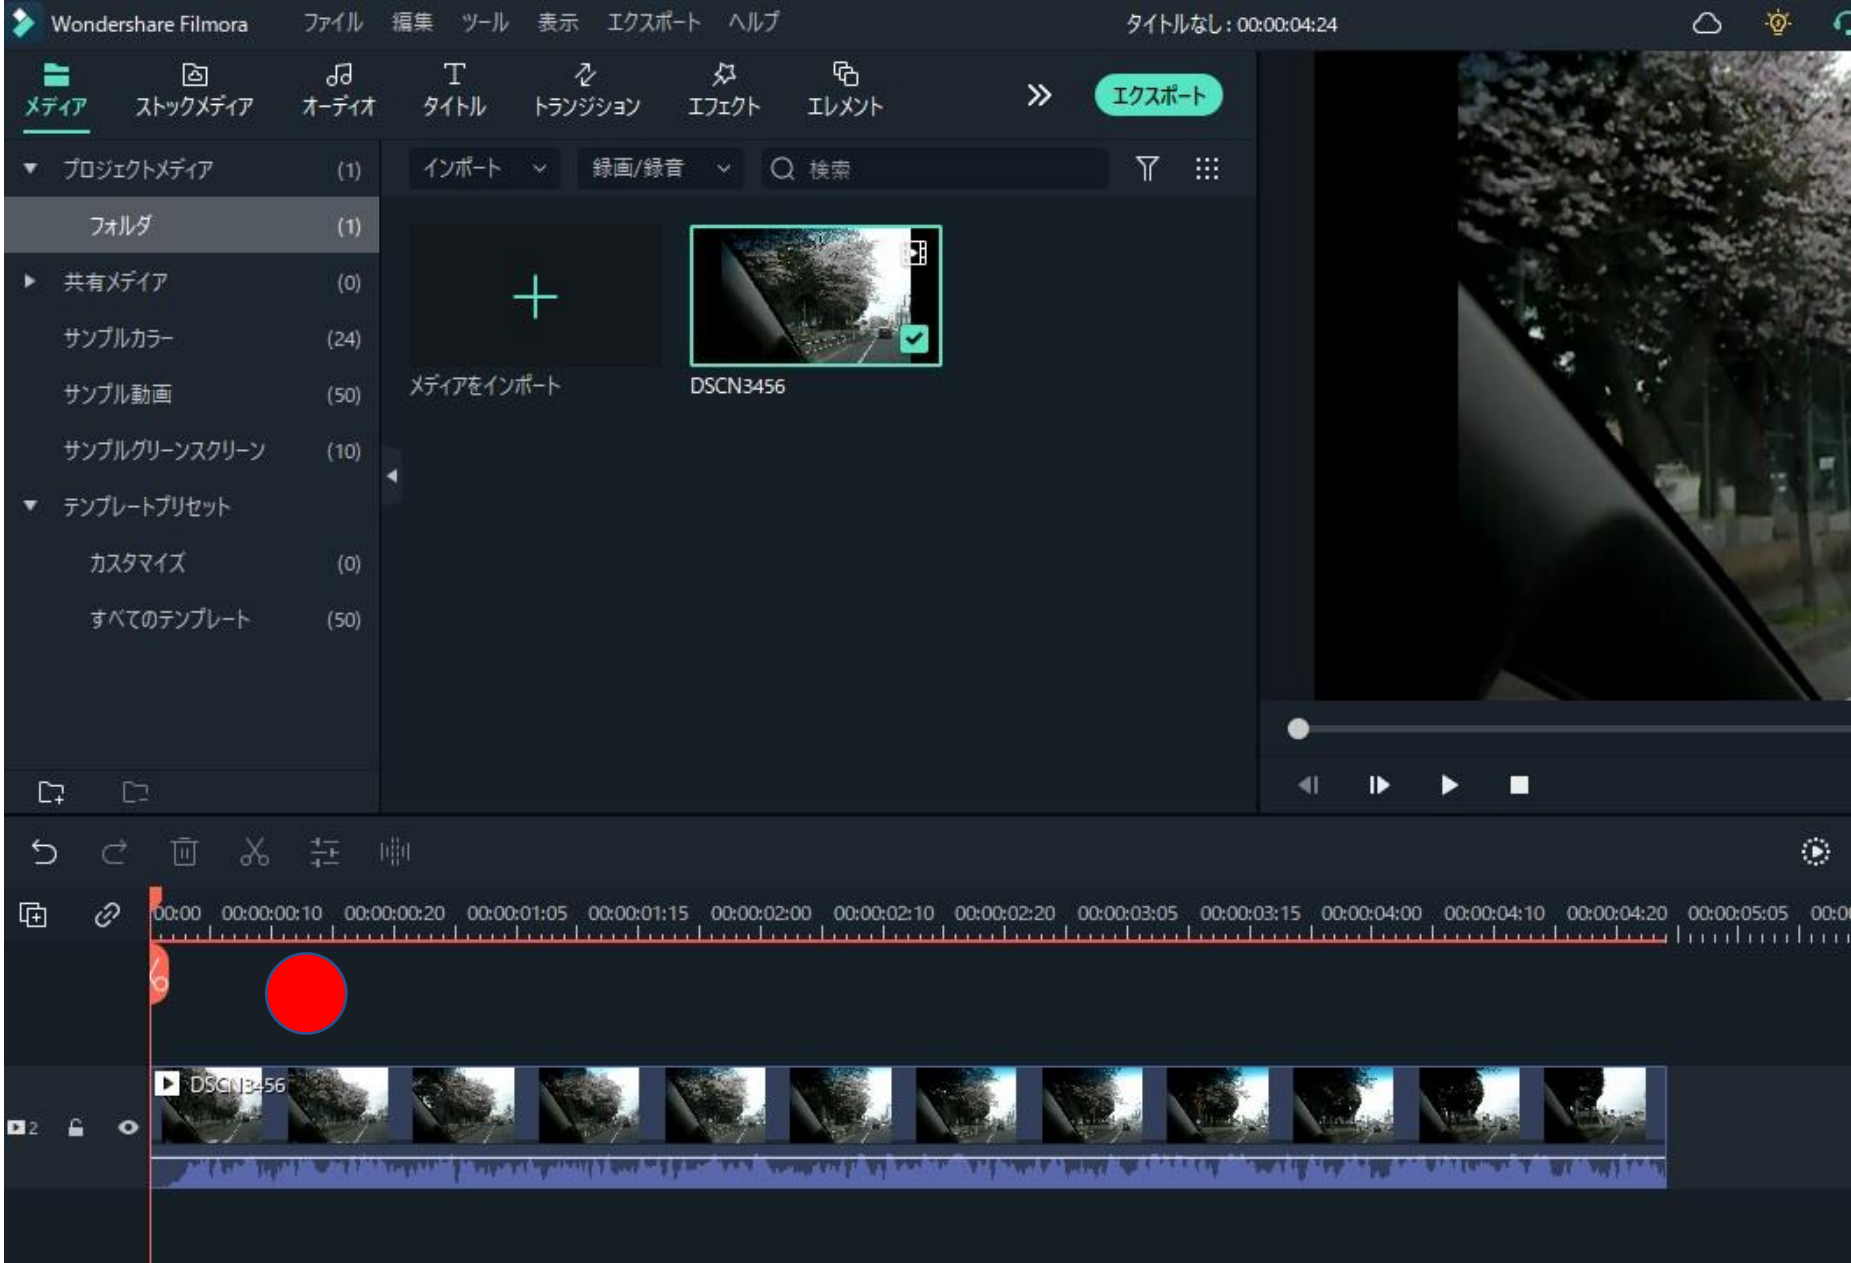 Wondershare Filmora ファイル 編集 ツール 表示 エクスポート ヘルプ タイトルなし : 00:00:04:24
メディア ストックメディア オーディオ タイトル トランジション エフェクト エレメント エクスポート
プロジェクトメディア (1) インポート 録画/録音 検索
フォルダ (1)
共有メディア (0)
サンプルカラー (24)
サンプル動画 (50)
メディアをインポート DSCN3456
サンプルグリーンスクリーン (10)
テンプレートプリセット
カスタマイズ (0)
すべてのテンプレート (50)
00:00 00:00:00:10 00:00:00:20 00:00:01:05 00:00:01:15 00:00:02:00 00:00:02:10 00:00:02:20 00:00:03:05 00:00:03:15 00:00:04:00 00:00:04:10 00:00:04:20 00:00:05:05 00:0
DSCN3456
2